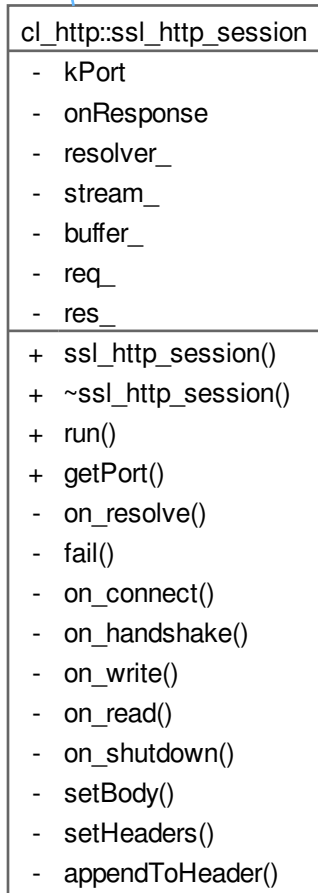 cl_http::ssl_http_session
- kPort
- onResponse
- resolver_
- stream_
- buffer_
- req_
- res_
+ ssl_http_session()
+ ~ssl_http_session()
+ run()
+ getPort()
- on_resolve()
- fail()
- on_connect()
- on_handshake()
- on_write()
- on_read()
- on_shutdown()
- setBody()
- setHeaders()
- appendToHeader()